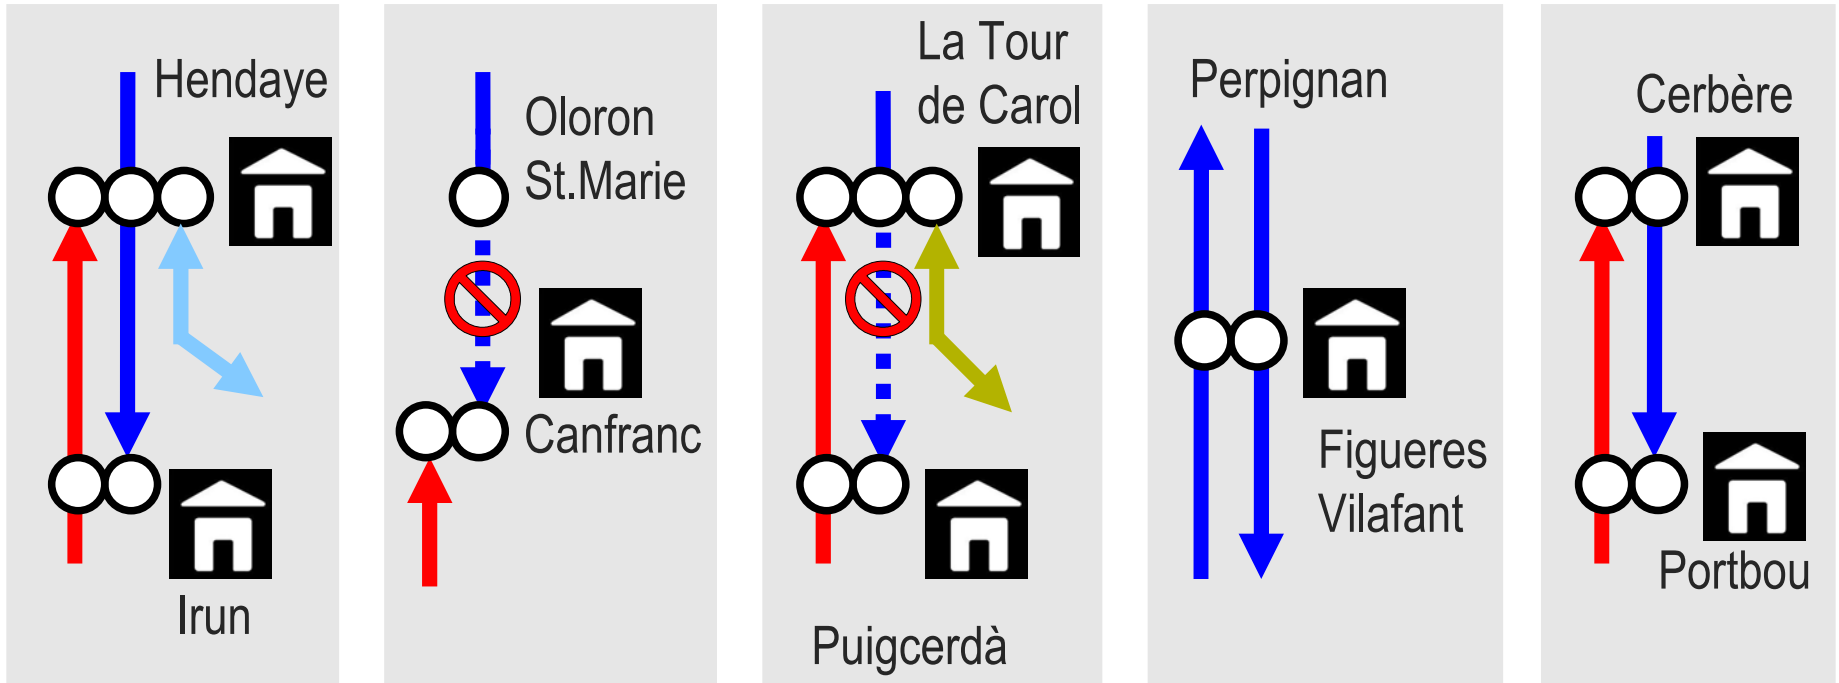 Hendaye
Irun
Oloron
St.Marie
Canfranc
La Tour
de Carol
Puigcerdà
Perpignan
Figueres
Vilafant
Cerbère
Portbou